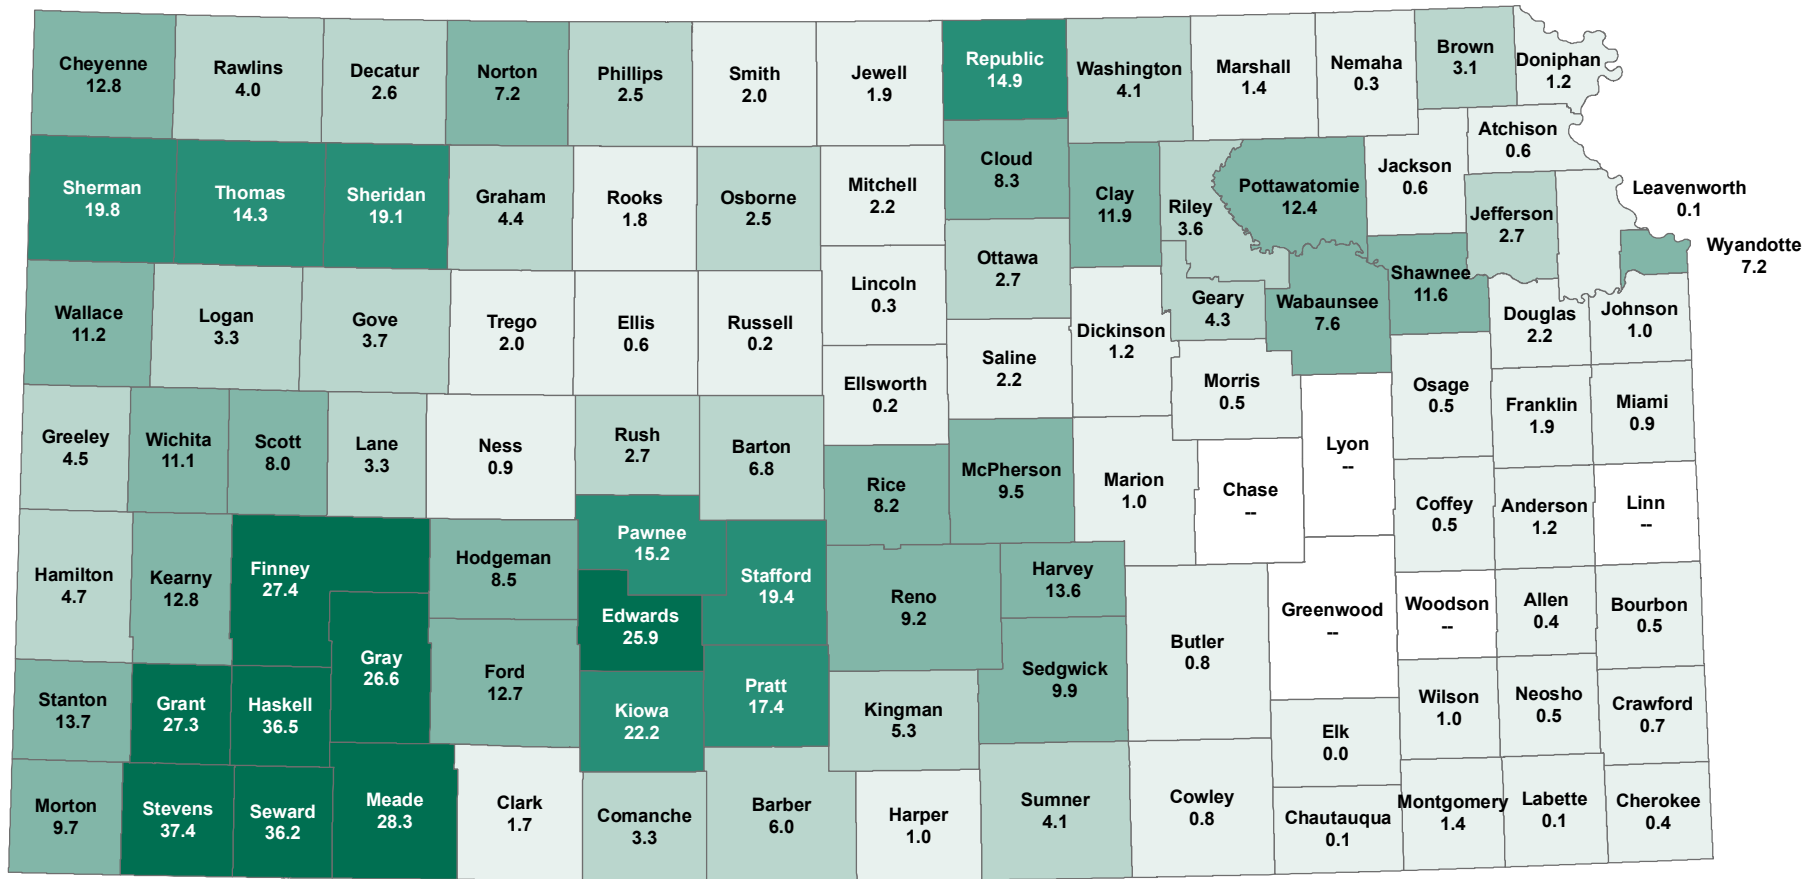 Cheyenne
12.8
Rawlins
4.0
Decatur
2.6
Norton
7.2
Phillips
2.5
Smith
2.0
Jewell
1.9
Republic
14.9
Washington
4.1
Marshall
1.4
Nemaha
0.3
Brown
3.1
Doniphan
1.2
Sherman
19.8
Thomas
14.3
Sheridan
19.1
Graham
4.4
Rooks
1.8
Osborne
2.5
Mitchell
2.2
Cloud
8.3
Clay
11.9
Riley
3.6
Pottawatomie
12.4
Jackson
0.6
Atchison
0.6
Jefferson
2.7
Leavenworth
0.1
Wyandotte
7.2
Wallace
11.2
Logan
3.3
Gove
3.7
Trego
2.0
Ellis
0.6
Russell
0.2
Lincoln
0.3
Ottawa
2.7
Saline
2.2
Dickinson
1.2
Geary
4.3
Wabaunsee
7.6
Shawnee
11.6
Douglas
2.2
Johnson
1.0
Ellsworth
0.2
Morris
0.5
Osage
0.5
Franklin
1.9
Miami
0.9
Greeley
4.5
Wichita
11.1
Scott
8.0
Lane
3.3
Ness
0.9
Rush
2.7
Barton
6.8
Rice
8.2
McPherson
9.5
Marion
1.0
Chase
--
Lyon
--
Coffey
0.5
Anderson
1.2
Linn
--
Hamilton
4.7
Kearny
12.8
Finney
27.4
Hodgeman
8.5
Pawnee
15.2
Stafford
19.4
Edwards
25.9
Reno
9.2
Harvey
13.6
Greenwood
--
Woodson
--
Allen
0.4
Bourbon
0.5
Gray
26.6
Ford
12.7
Sedgwick
9.9
Butler
0.8
Stanton
13.7
Grant
27.3
Haskell
36.5
Kiowa
22.2
Pratt
17.4
Kingman
5.3
Elk
0.0
Wilson
1.0
Neosho
0.5
Crawford
0.7
Morton
9.7
Stevens
37.4
Seward
36.2
Meade
28.3
Clark
1.7
Comanche
3.3
Barber
6.0
Harper
1.0
Sumner
4.1
Cowley
0.8
Chautauqua
0.1
Montgomery
1.4
Labette
0.1
Cherokee
0.4